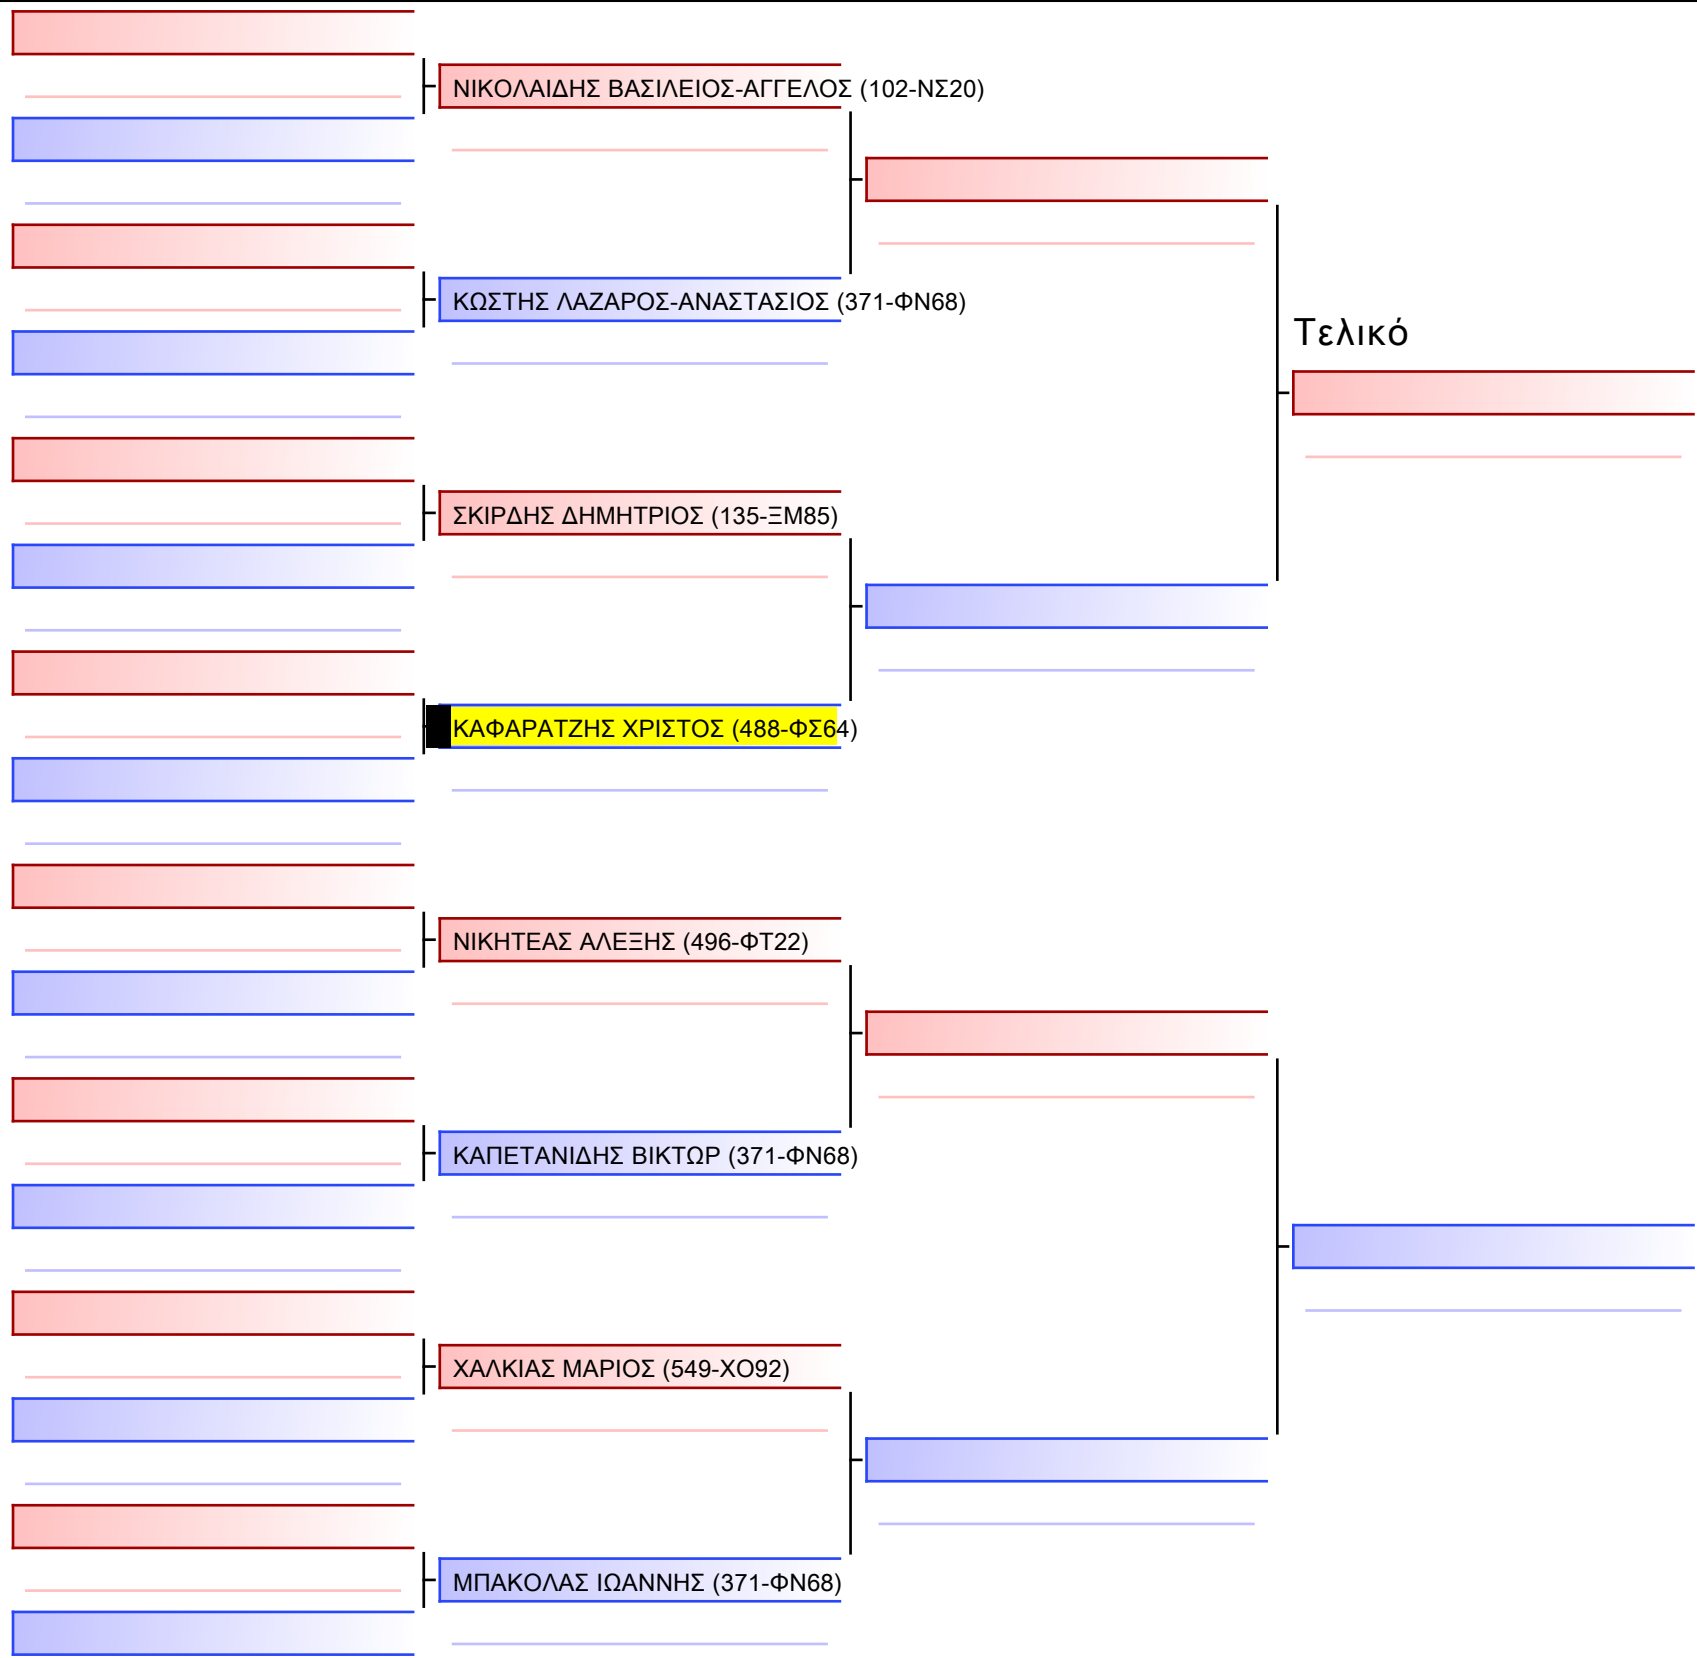 ΝΙΚΟΛΑΙΔΗΣ ΒΑΣΙΛΕΙΟΣ-ΑΓΓΕΛΟΣ (102-ΝΣ20)
ΚΩΣΤΗΣ ΛΑΖΑΡΟΣ-ΑΝΑΣΤΑΣΙΟΣ (371-ΦΝ68)
Τελικό
ΣΚΙΡΔΗΣ ΔΗΜΗΤΡΙΟΣ (135-ΞΜ85)
ΚΑΦΑΡΑΤΖΗΣ ΧΡΙΣΤΟΣ (488-ΦΣ64)
ΝΙΚΗΤΕΑΣ ΑΛΕΞΗΣ (496-ΦΤ22)
ΚΑΠΕΤΑΝΙΔΗΣ ΒΙΚΤΩΡ (371-ΦΝ68)
ΧΑΛΚΙΑΣ ΜΑΡΙΟΣ (549-ΧΟ92)
ΜΠΑΚΟΛΑΣ ΙΩΑΝΝΗΣ (371-ΦΝ68)